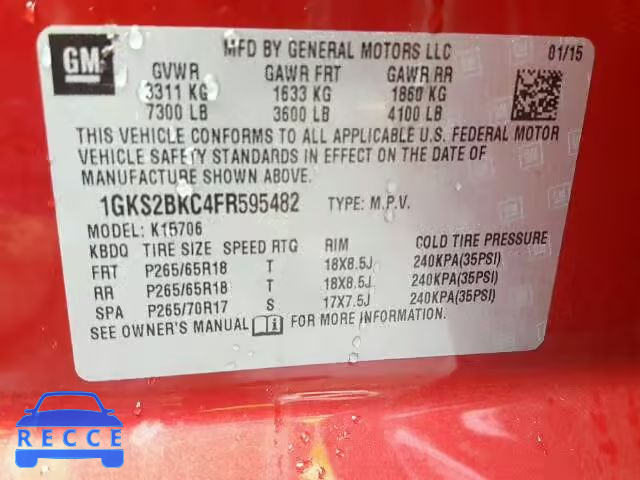 GM
MFD BY GENERAL MOTORS LLC 01/15
GVWR GAWR FRT GAWR RR
3311 KG 1633 KG 1860 KG
7300 LB 3600 LB 4100 LB
THIS VEHICLE CONFORMS TO ALL APPLICABLE U.S. FEDERAL MOTOR
VEHICLE SAFETY STANDARDS IN EFFECT ON THE DATE OF
MANUFACTURE SHOWN ABOVE.
1GKS2BKC4FR595482 TYPE: M.P.V.
MODEL: K15706
KBDQ TIRE SIZE SPEED RTG RIM COLD TIRE PRESSURE
FRT P265/65R18 T 18X8.5J 240KPA(35PSI)
RR P265/65R18 T 18X8.5J 240KPA(35PSI)
SPA P265/70R17 S 17X7.5J 240KPA(35PSI)
SEE OWNER'S MANUAL FOR MORE INFORMATION.
RECCE